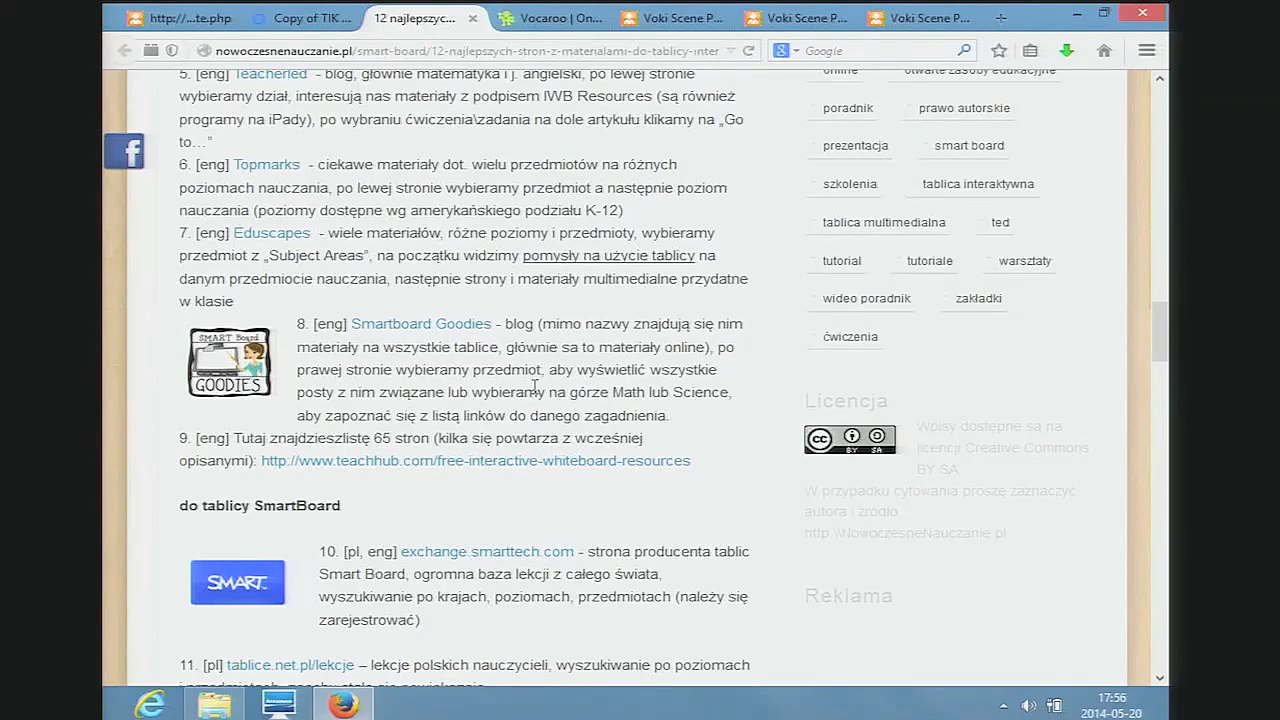 http://...te.php
Copy of TIK ...
12 najlepszyc...
Vocaroo | On...
Voki Scene P...
Voki Scene P...
Voki Scene P...
nowoczesnenauczanie.pl/smart-board/12-najlepszych-stron-z-materialami-do-tablicy-inter
Google
5. [eng] Teacherled - blog, głównie matematyka i j. angielski, po lewej stronie
wybieramy dział, interesują nas materiały z podpisem IWB Resources (są również
programy na iPady), po wybraniu ćwiczenia\zadania na dole artykułu klikamy na „Go
to…”
6. [eng] Topmarks - ciekawe materiały dot. wielu przedmiotów na różnych
poziomach nauczania, po lewej stronie wybieramy przedmiot a następnie poziom
nauczania (poziomy dostępne wg amerykańskiego podziału K-12)
7. [eng] Eduscapes - wiele materiałów, różne poziomy i przedmioty, wybieramy
przedmiot z „Subject Areas”, na początku widzimy pomysły na użycie tablicy na
danym przedmiocie nauczania, następnie strony i materiały multimedialne przydatne
w klasie
SMART Board
GOODIES
8. [eng] Smartboard Goodies - blog (mimo nazwy znajdują się nim
materiały na wszystkie tablice, głównie sa to materiały online), po
prawej stronie wybieramy przedmiot, aby wyświetlić wszystkie
posty z nim związane lub wybieramy na górze Math lub Science,
aby zapoznać się z listą linków do danego zagadnienia.
9. [eng] Tutaj znajdzieszlistę 65 stron (kilka się powtarza z wcześniej
opisanymi): http://www.teachhub.com/free-interactive-whiteboard-resources
do tablicy SmartBoard
SMART
10. [pl, eng] exchange.smarttech.com - strona producenta tablic
Smart Board, ogromna baza lekcji z całego świata,
wyszukiwanie po krajach, poziomach, przedmiotach (należy się
zarejestrować)
11. [pl] tablice.net.pl/lekcje – lekcje polskich nauczycieli, wyszukiwanie po poziomach
online
otwarte zasoby edukacyjne
poradnik
prawo autorskie
prezentacja
smart board
szkolenia
tablica interaktywna
tablica multimedialna
ted
tutorial
tutoriale
warsztaty
wideo poradnik
zakładki
ćwiczenia
Licencja
cc BY SA
Wpisy dostępne są na
licencji Creative Commons
BY SA
W przypadku cytowania proszę zaznaczyć
autora i źródło
http:\\NowoczesneNauczanie.pl
Reklama
17:56
2014-05-20